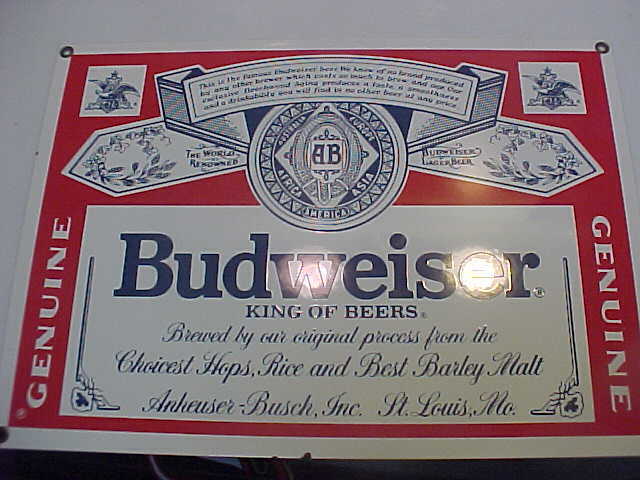 This is the famous Budweiser beer. We know of no brand produced
by any other brewer which costs so much to brew and age. Our
exclusive Beechwood Aging produces a taste, a smoothness
and a drinkability you will find in no other beer at any price.
THE WORLD
RENOWNED
BUDWEISER
LAGER BEER
EUROPE
AFRICA
AMERICA
ASIA
AB
GENUINE
GENUINE
Budweiser®
KING OF BEERS®
Brewed by our original process from the
Choicest Hops, Rice and Best Barley Malt
Anheuser-Busch, Inc. St. Louis, Mo.
®